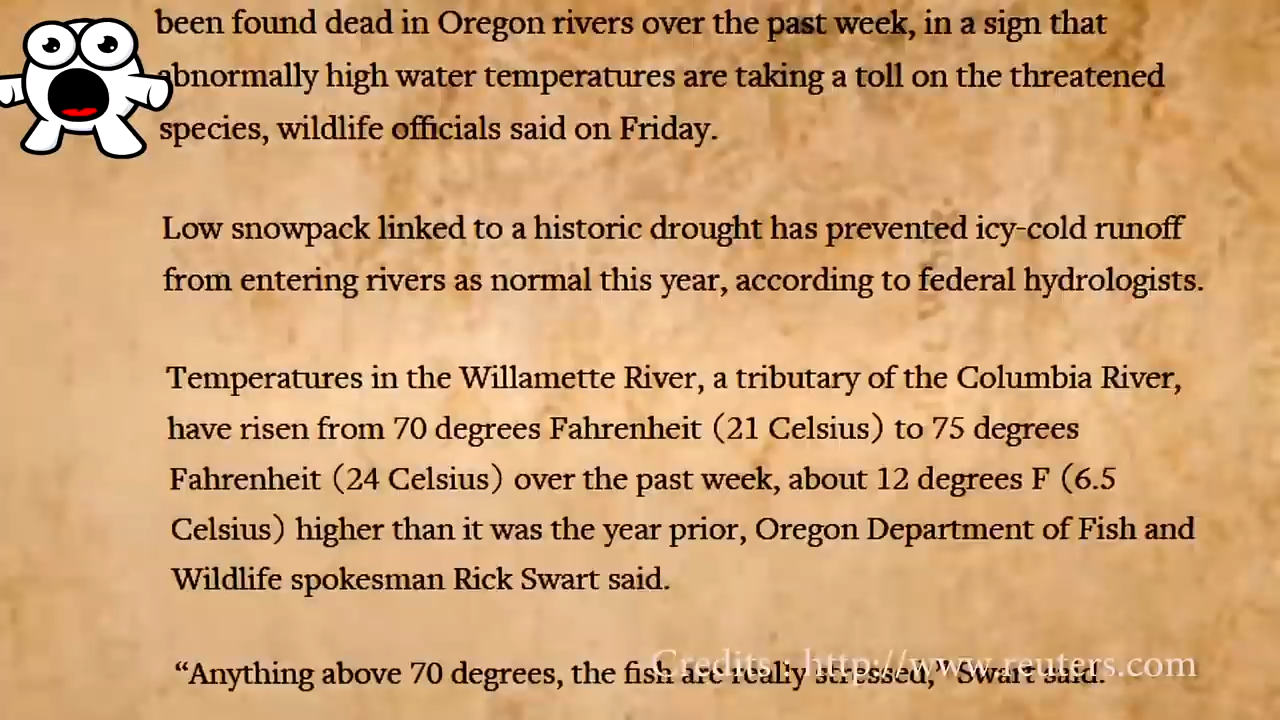 been found dead in Oregon rivers over the past week, in a sign that
abnormally high water temperatures are taking a toll on the threatened
species, wildlife officials said on Friday.
Low snowpack linked to a historic drought has prevented icy-cold runoff
from entering rivers as normal this year, according to federal hydrologists.
Temperatures in the Willamette River, a tributary of the Columbia River,
have risen from 70 degrees Fahrenheit (21 Celsius) to 75 degrees
Fahrenheit (24 Celsius) over the past week, about 12 degrees F (6.5
Celsius) higher than it was the year prior, Oregon Department of Fish and
Wildlife spokesman Rick Swart said.
“Anything above 70 degrees, the fish are really stressed,” Swart said.
Credits : http://www.reuters.com